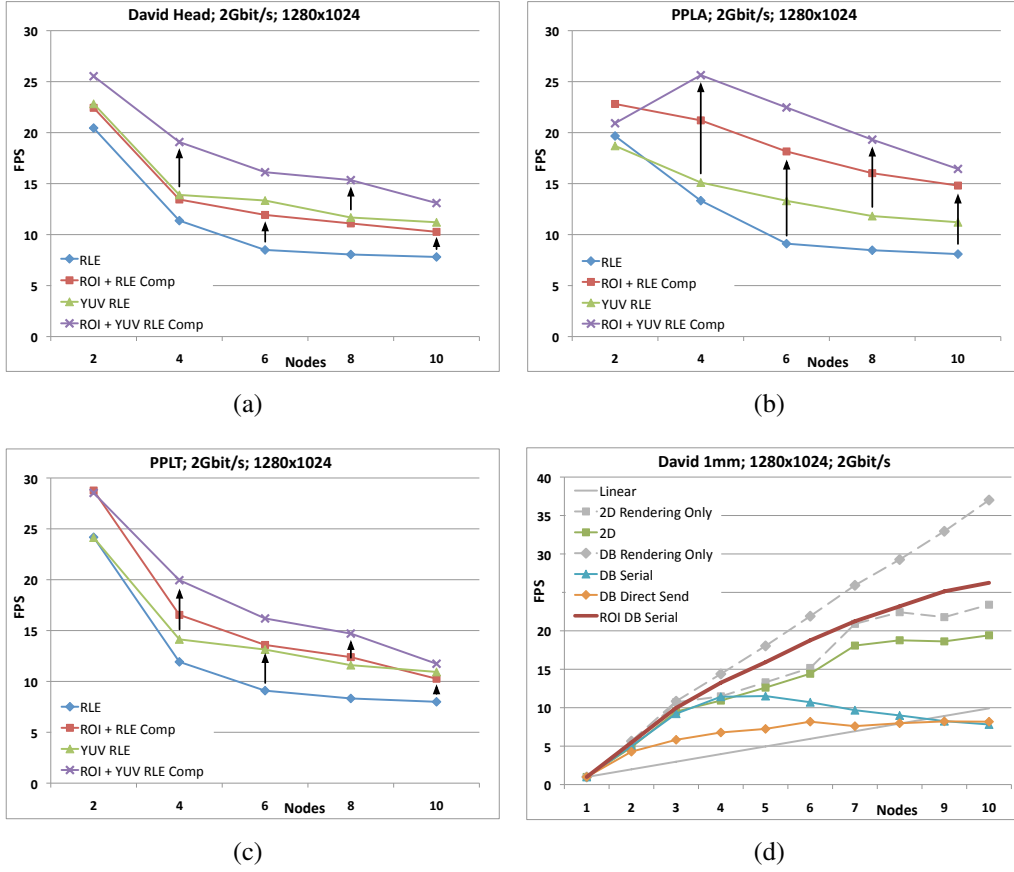 David Head; 2Gbit/s; 1280x1024
30
25
20
15
10
5
0
FPS
RLE
ROI + RLE Comp
YUV RLE
ROI + YUV RLE Comp
2 4 6 8 10
Nodes
(a)
PPLA; 2Gbit/s; 1280x1024
30
25
20
15
10
5
0
FPS
RLE
ROI + RLE Comp
YUV RLE
ROI + YUV RLE Comp
2 4 6 8 10
Nodes
(b)
PPLT; 2Gbit/s; 1280x1024
30
25
20
15
10
5
0
FPS
RLE
ROI + RLE Comp
YUV RLE
ROI + YUV RLE Comp
2 4 6 8 10
Nodes
(c)
David 1mm; 1280x1024; 2Gbit/s
40
35
30
25
20
15
10
5
0
FPS
Linear
2D Rendering Only
2D
DB Rendering Only
DB Serial
DB Direct Send
ROI DB Serial
1 2 3 4 5 6 7 8 9 10
Nodes
(d)